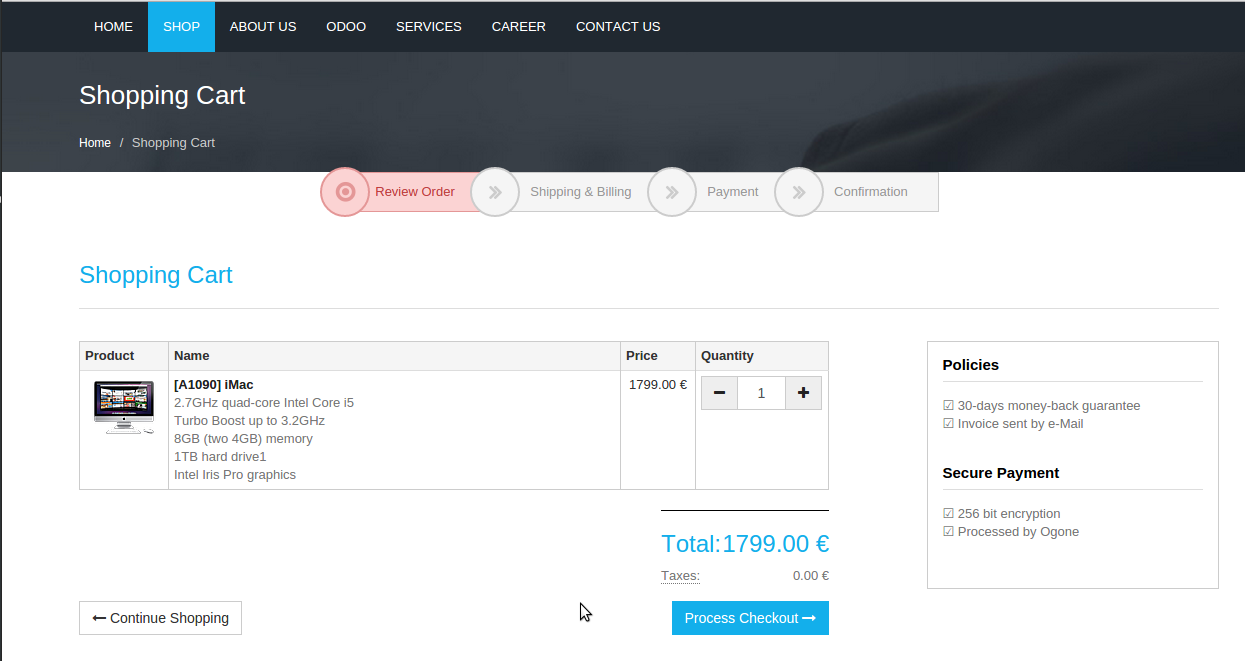 HOME SHOP ABOUT US ODOO SERVICES CAREER CONTACT US
Shopping Cart
Home / Shopping Cart
Review Order Shipping & Billing Payment Confirmation
Shopping Cart
Product Name Price Quantity
[A1090] iMac 1799.00 € 1
2.7GHz quad-core Intel Core i5
Turbo Boost up to 3.2GHz
8GB (two 4GB) memory
1TB hard drive1
Intel Iris Pro graphics
Total: 1799.00 €
Taxes: 0.00 €
Continue Shopping Process Checkout
Policies
☑ 30-days money-back guarantee
☑ Invoice sent by e-Mail
Secure Payment
☑ 256 bit encryption
☑ Processed by Ogone